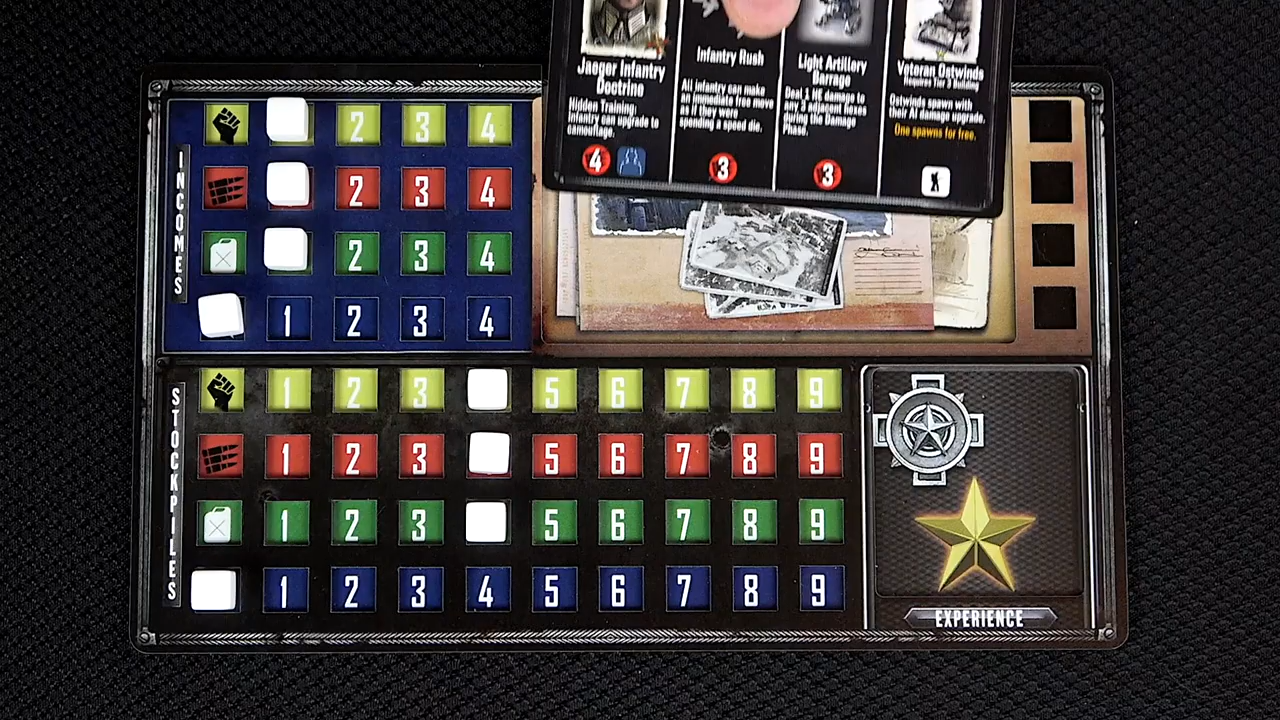 Jaeger Infantry
Doctrine
Hidden Training.
Infantry can upgrade to
camouflage.
4
Infantry Rush
All infantry can make
an immediate free move
as if they were
spending a speed die.
3
Light Artillery
Barrage
Deal 1 HE damage to
any 3 adjacent
during the Damage
Phase.
3
Veteran Ostwinds
Requires Tier 3 Building
Ostwinds spawn with
their AI damage upgrade.
One spawns for free.
INCOMES
2 3 4
2 3 4
2 3 4
1 2 3 4
STOCKPILES
1 2 3 5 6 7 8 9
1 2 3 5 6 7 8 9
1 2 3 5 6 7 8 9
1 2 3 4 5 6 7 8 9
EXPERIENCE